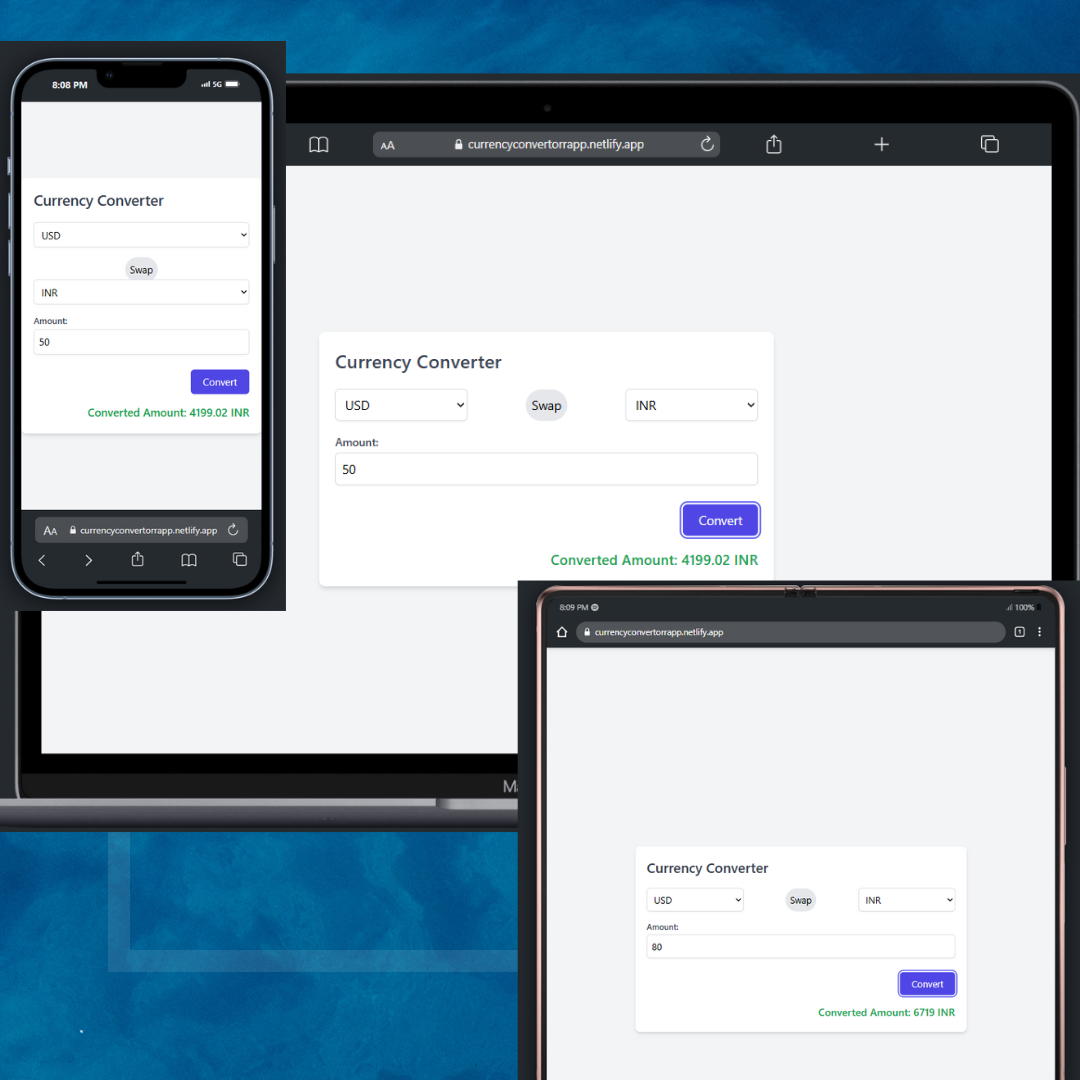 8:08 PM 5G
Currency Converter
USD
Swap
INR
Amount:
50
Convert
Converted Amount: 4199.02 INR
AA currencyconvertorrapp.netlify.app
AA currencyconvertorrapp.netlify.app
Currency Converter
USD Swap INR
Amount:
50
Convert
Converted Amount: 4199.02 INR
8:09 PM 100%
currencyconvertorrapp.netlify.app 1
Currency Converter
USD Swap INR
Amount:
80
Convert
Converted Amount: 6719 INR